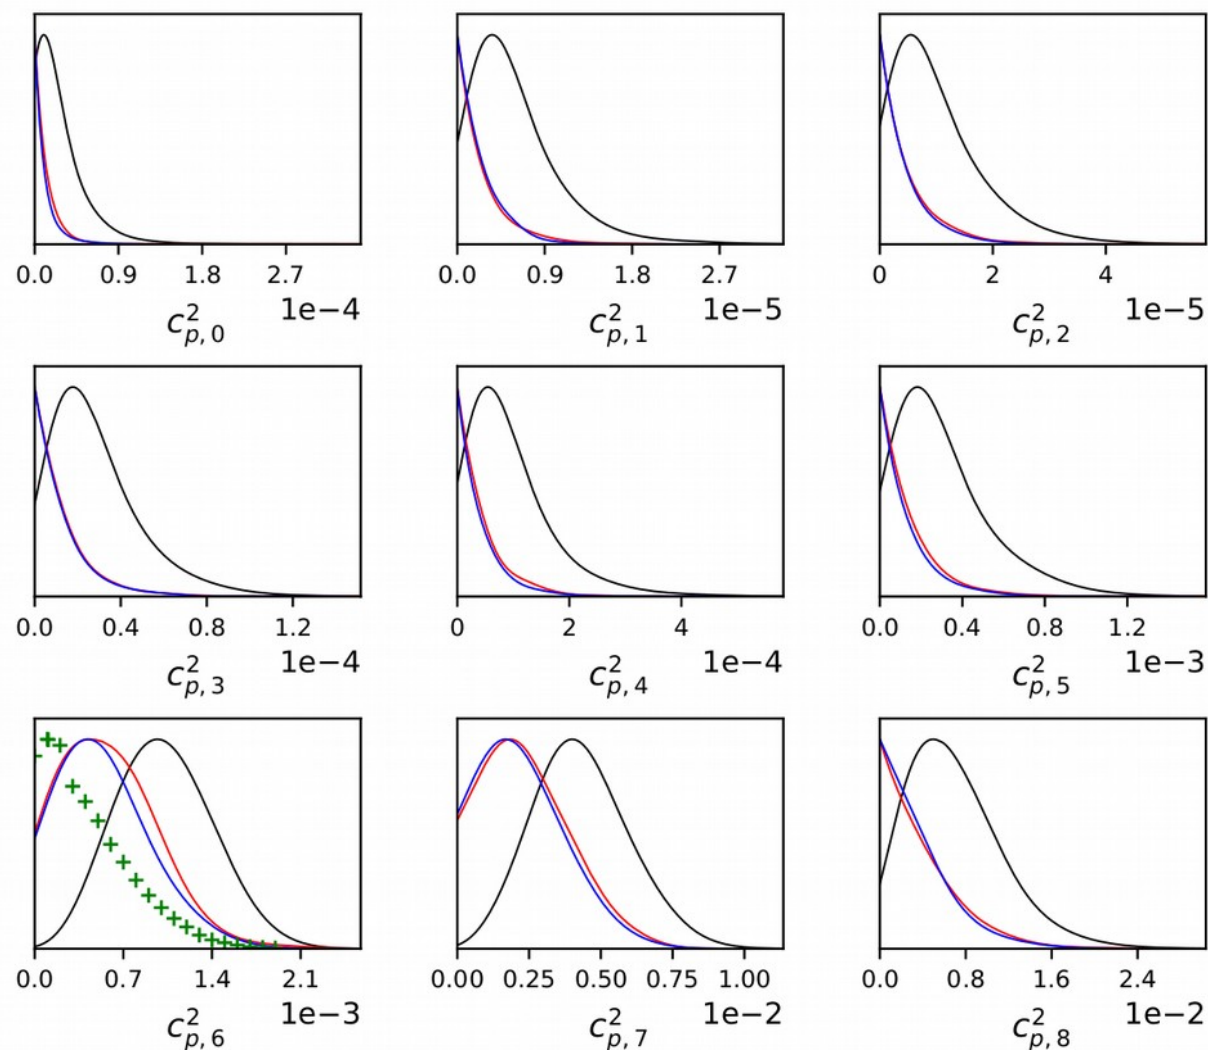 0.0 0.9 1.8 2.7
1e−4
c²p, 0
0.0 0.9 1.8 2.7
1e−5
c²p, 1
0 2 4
1e−5
c²p, 2
0.0 0.4 0.8 1.2
1e−4
c²p, 3
0 2 4
1e−4
c²p, 4
0.0 0.4 0.8 1.2
1e−3
c²p, 5
0.0 0.7 1.4 2.1
1e−3
c²p, 6
0.00 0.25 0.50 0.75 1.00
1e−2
c²p, 7
0.0 0.8 1.6 2.4
1e−2
c²p, 8